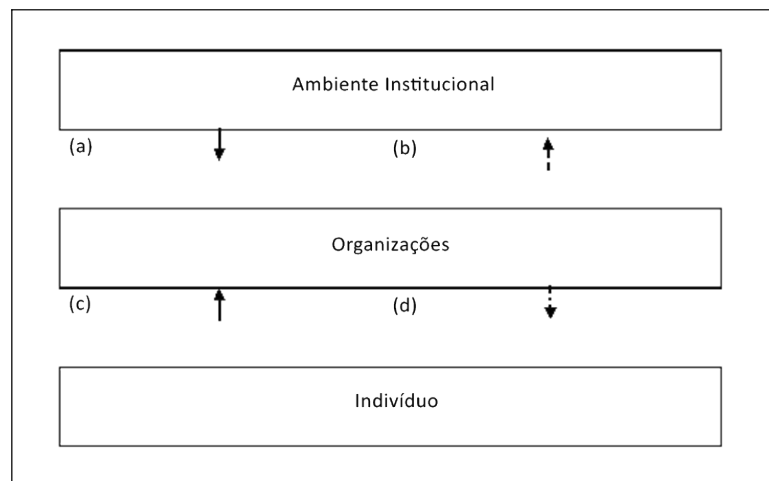 Ambiente Institucional
(a) (b)
Organizações
(c) (d)
Indivíduo